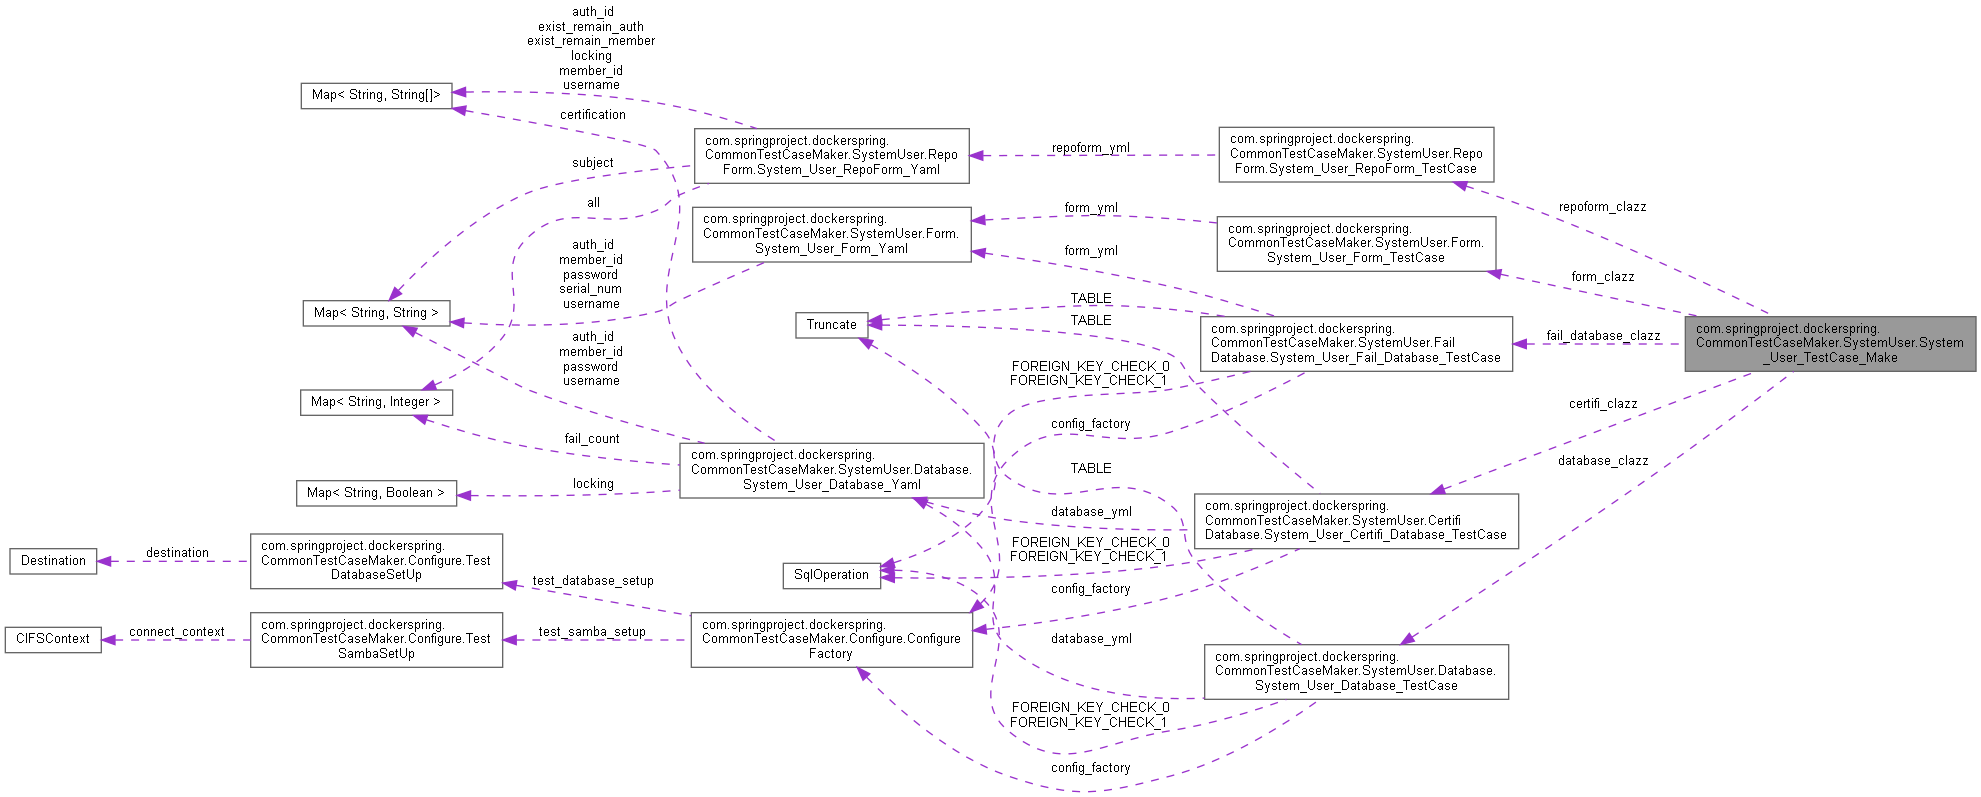 auth_id
exist_remain_auth
exist_remain_member
locking
member_id
username
Map< String, String[]>
certification
com.springproject.dockerspring.
CommonTestCaseMaker.SystemUser.Repo
Form.System_User_RepoForm_Yaml
repoform_yml
com.springproject.dockerspring.
CommonTestCaseMaker.SystemUser.Repo
Form.System_User_RepoForm_TestCase
subject
all
repoform_clazz
com.springproject.dockerspring.
CommonTestCaseMaker.SystemUser.Form.
System_User_Form_Yaml
form_yml
form_yml
com.springproject.dockerspring.
CommonTestCaseMaker.SystemUser.Form.
System_User_Form_TestCase
form_clazz
auth_id
member_id
password
serial_num
username
Map< String, String >
Truncate
TABLE
TABLE
com.springproject.dockerspring.
CommonTestCaseMaker.SystemUser.Fail
Database.System_User_Fail_Database_TestCase
fail_database_clazz
com.springproject.dockerspring.
CommonTestCaseMaker.SystemUser.System
_User_TestCase_Make
auth_id
member_id
password
username
FOREIGN_KEY_CHECK_0
FOREIGN_KEY_CHECK_1
Map< String, Integer >
certifi_clazz
config_factory
fail_count
com.springproject.dockerspring.
CommonTestCaseMaker.SystemUser.Database.
System_User_Database_Yaml
TABLE
database_clazz
Map< String, Boolean >
locking
database_yml
com.springproject.dockerspring.
CommonTestCaseMaker.SystemUser.Certifi
Database.System_User_Certifi_Database_TestCase
FOREIGN_KEY_CHECK_0
FOREIGN_KEY_CHECK_1
Destination
destination
com.springproject.dockerspring.
CommonTestCaseMaker.Configure.Test
DatabaseSetUp
test_database_setup
SqlOperation
config_factory
CIFSContext
connect_context
com.springproject.dockerspring.
CommonTestCaseMaker.Configure.Test
SambaSetUp
test_samba_setup
com.springproject.dockerspring.
CommonTestCaseMaker.Configure.Configure
Factory
database_yml
com.springproject.dockerspring.
CommonTestCaseMaker.SystemUser.Database.
System_User_Database_TestCase
FOREIGN_KEY_CHECK_0
FOREIGN_KEY_CHECK_1
config_factory